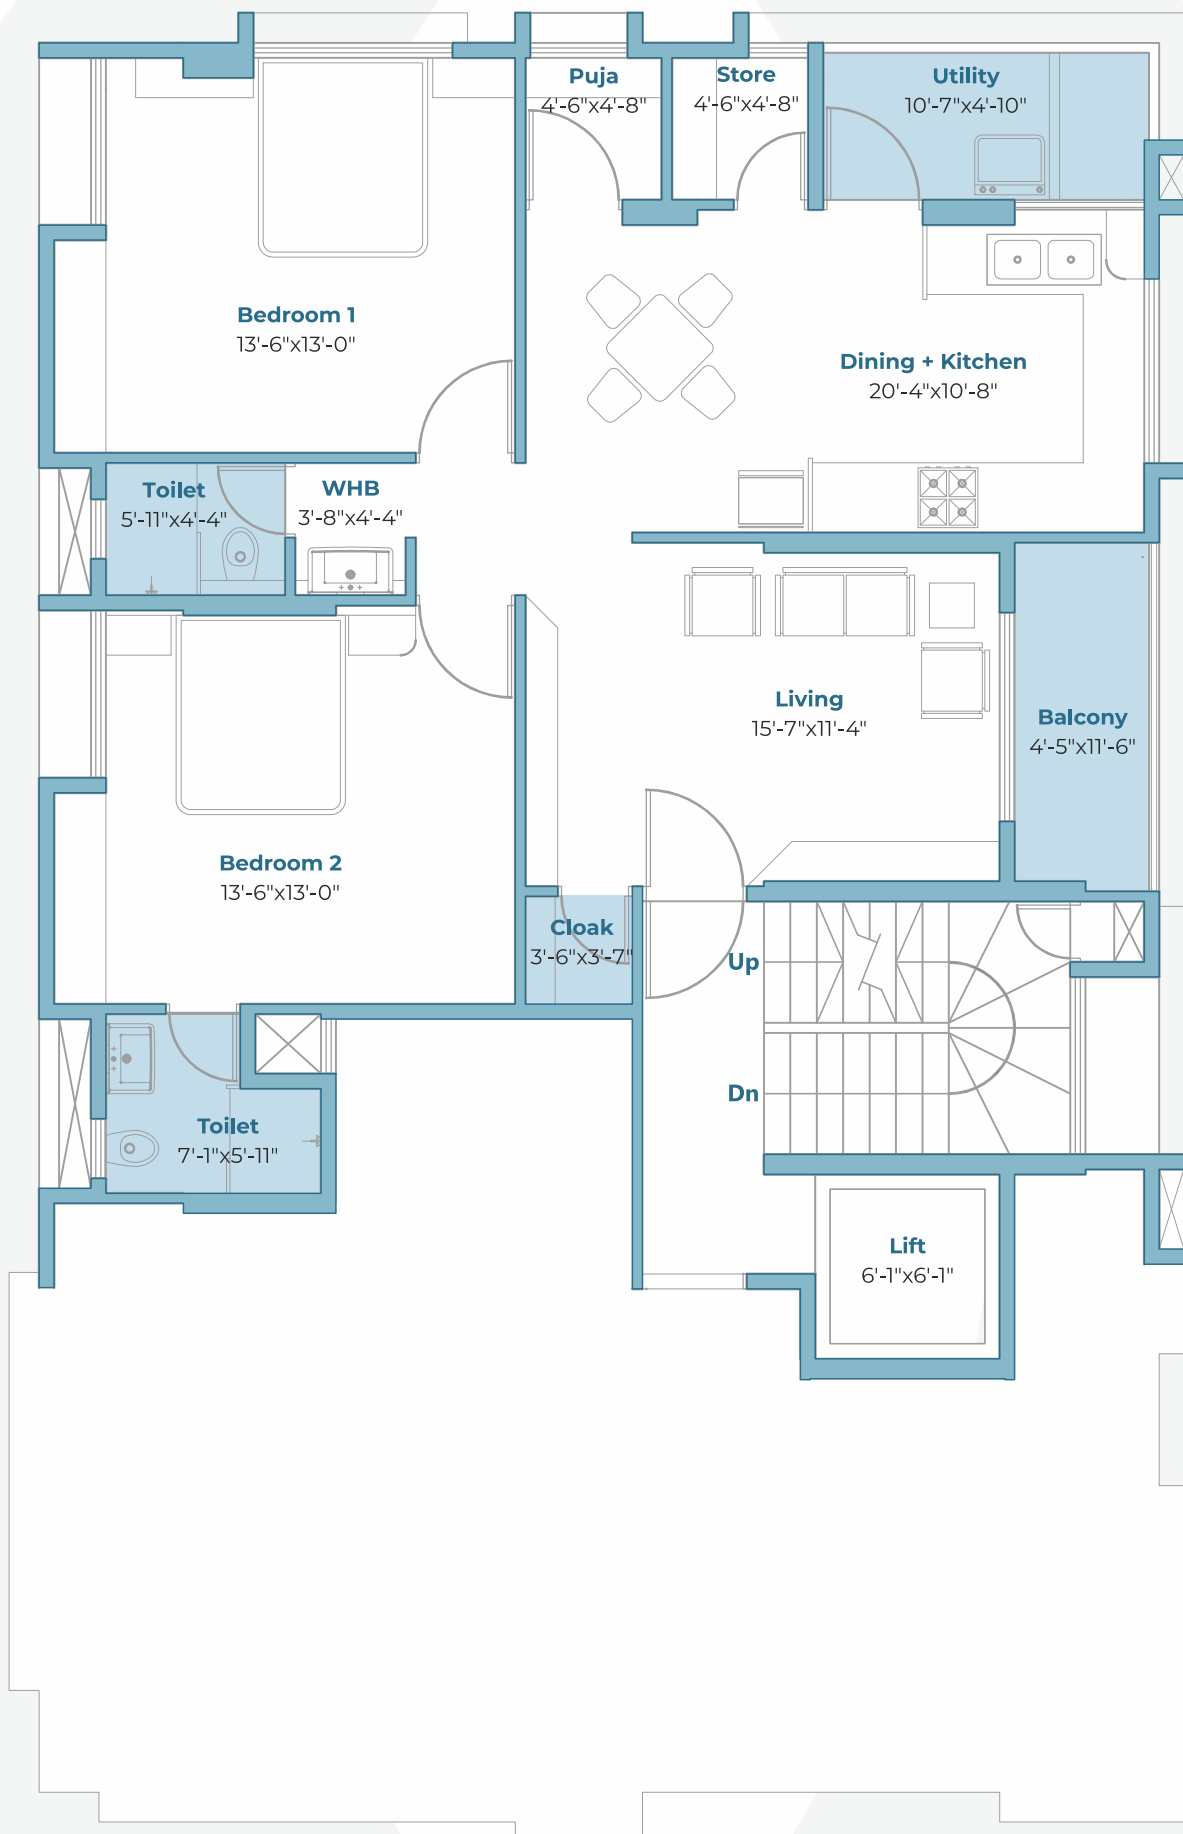 Puja
4'-6"x4'-8"
Store
4'-6"x4'-8"
Utility
10'-7"x4'-10"
Bedroom 1
13'-6"x13'-0"
Dining + Kitchen
20'-4"x10'-8"
Toilet
5'-11"x4'-4"
WHB
3'-8"x4'-4"
Living
15'-7"x11'-4"
Balcony
4'-5"x11'-6"
Bedroom 2
13'-6"x13'-0"
Cloak
3'-6"x3'-7"
Up
Dn
Toilet
7'-1"x5'-11"
Lift
6'-1"x6'-1"